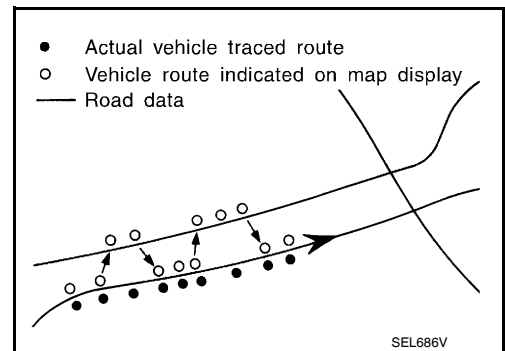 Actual vehicle traced route
Vehicle route indicated on map display
Road data
SEL686V